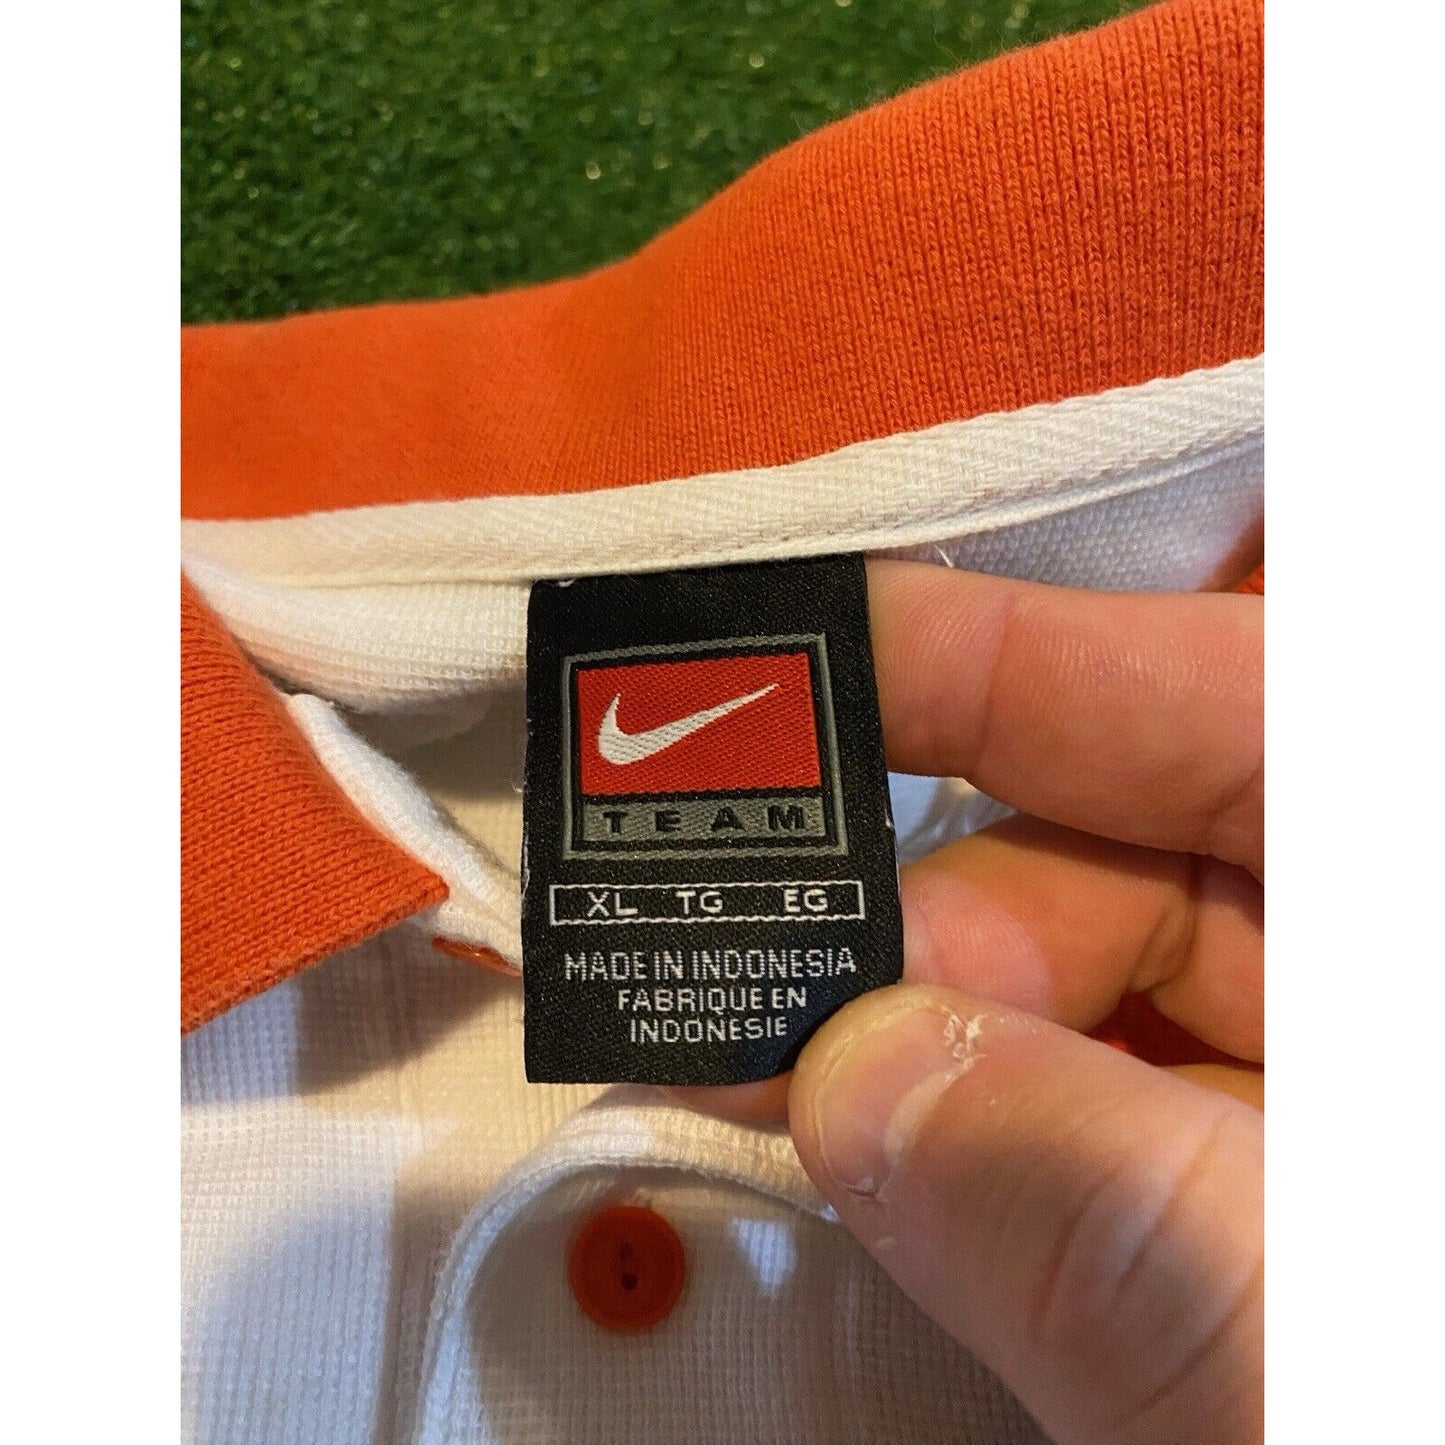 TEAM
XL TG EG
MADE IN INDONESIA
FABRIQUE EN
INDONESIE